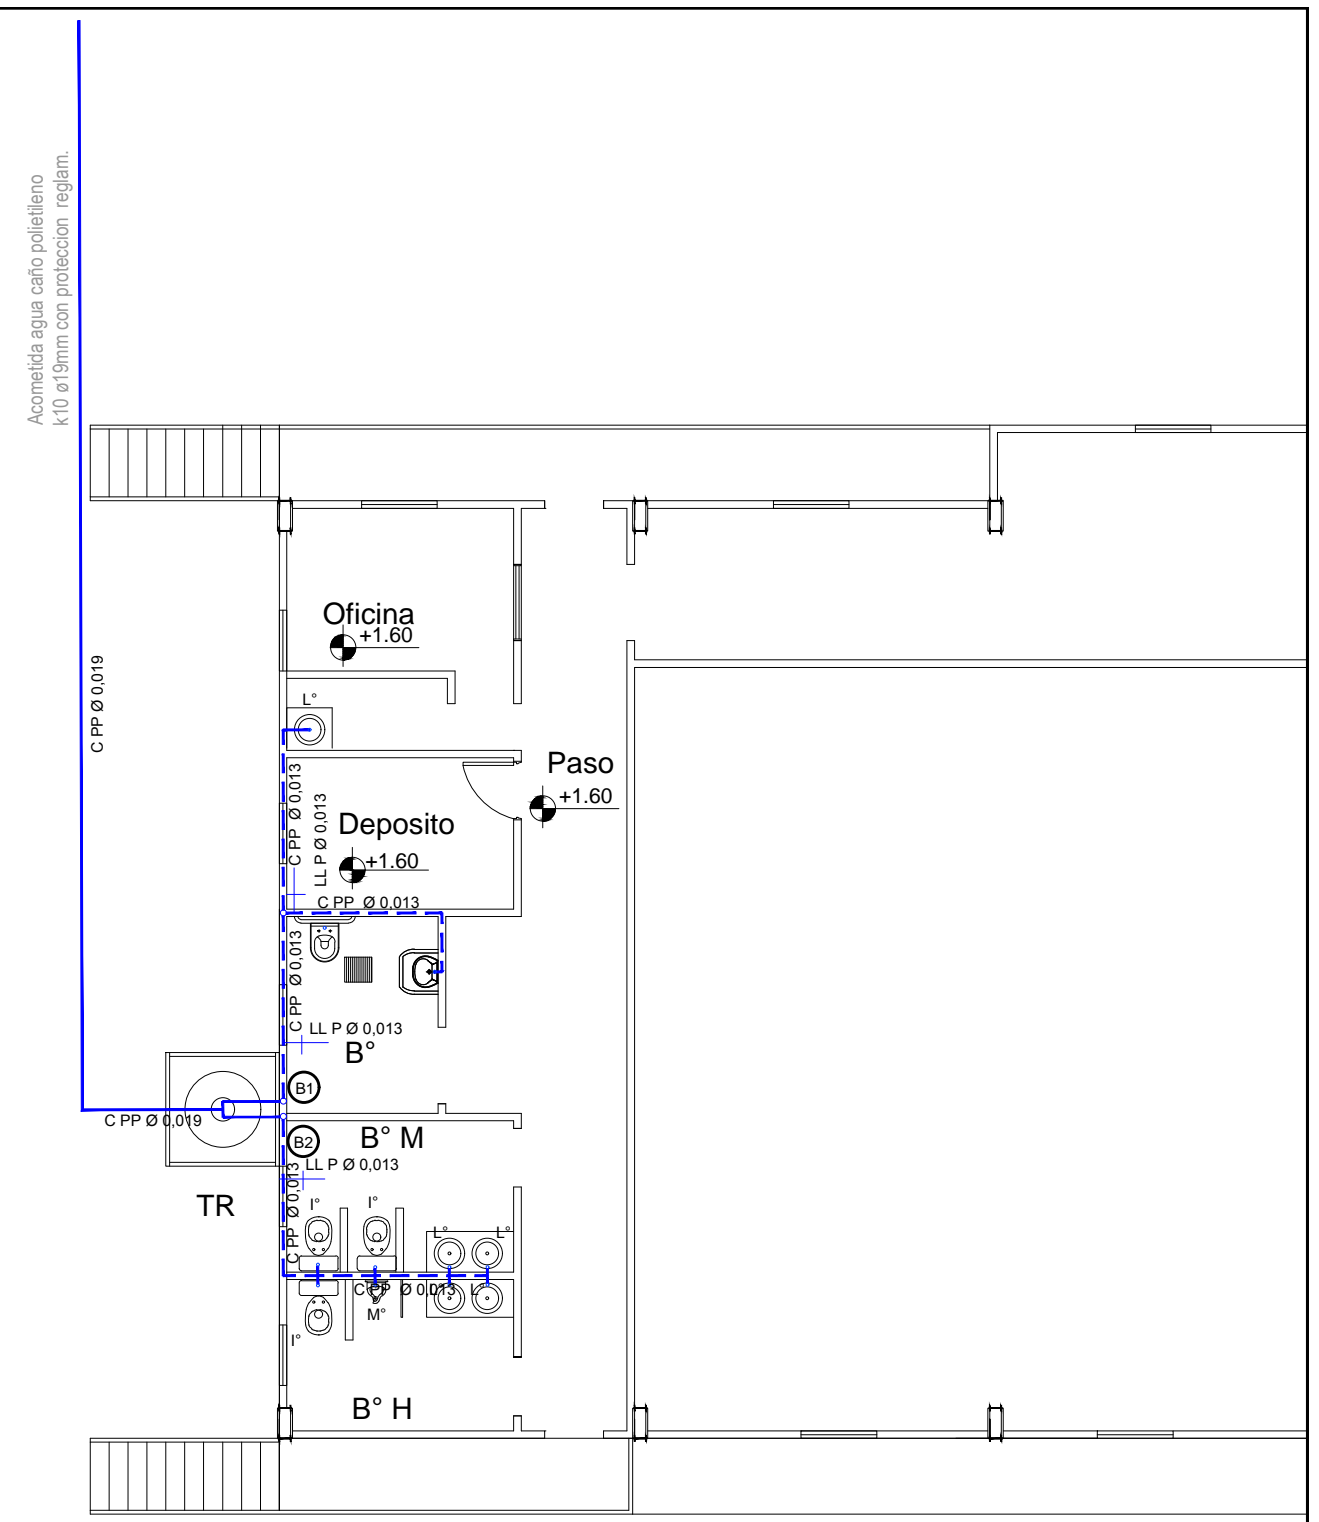 Acometida agua caño polietileno
k10 ø19mm con proteccion reglam.
C PP Ø 0,019
Oficina
+1.60
L°
Paso
+1.60
C PP Ø 0,013
LL P Ø 0,013
Deposito
+1.60
C PP Ø 0,013
C PP Ø 0,013
LL P Ø 0,013
B°
B1
C PP Ø 0,019
B2
B° M
LL P Ø 0,013
C PP Ø 0,013
TR
I°
I°
L°
L°
C PP Ø 0,013
L°
L°
M°
I°
B° H